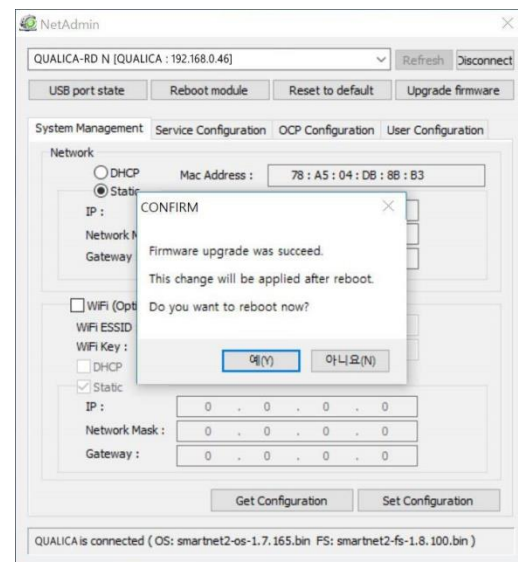 NetAdmin
QUALICA-RD N [QUALICA : 192.168.0.46]
Refresh
Disconnect
USB port state
Reboot module
Reset to default
Upgrade firmware
System Management
Service Configuration
OCP Configuration
User Configuration
Network
DHCP
Mac Address :
78 : A5 : 04 : DB : 8B : B3
Static
IP :
Network M
Gateway
CONFIRM
Firmware upgrade was succeed.
This change will be applied after reboot.
Do you want to reboot now?
예(Y)
아니요(N)
WiFi (Opti
WiFi ESSID
WiFi Key :
DHCP
Static
IP :
0 . 0 . 0 . 0
Network Mask :
0 . 0 . 0 . 0
Gateway :
0 . 0 . 0 . 0
Get Configuration
Set Configuration
QUALICA is connected ( OS: smartnet2-os-1.7.165.bin FS: smartnet2-fs-1.8.100.bin )